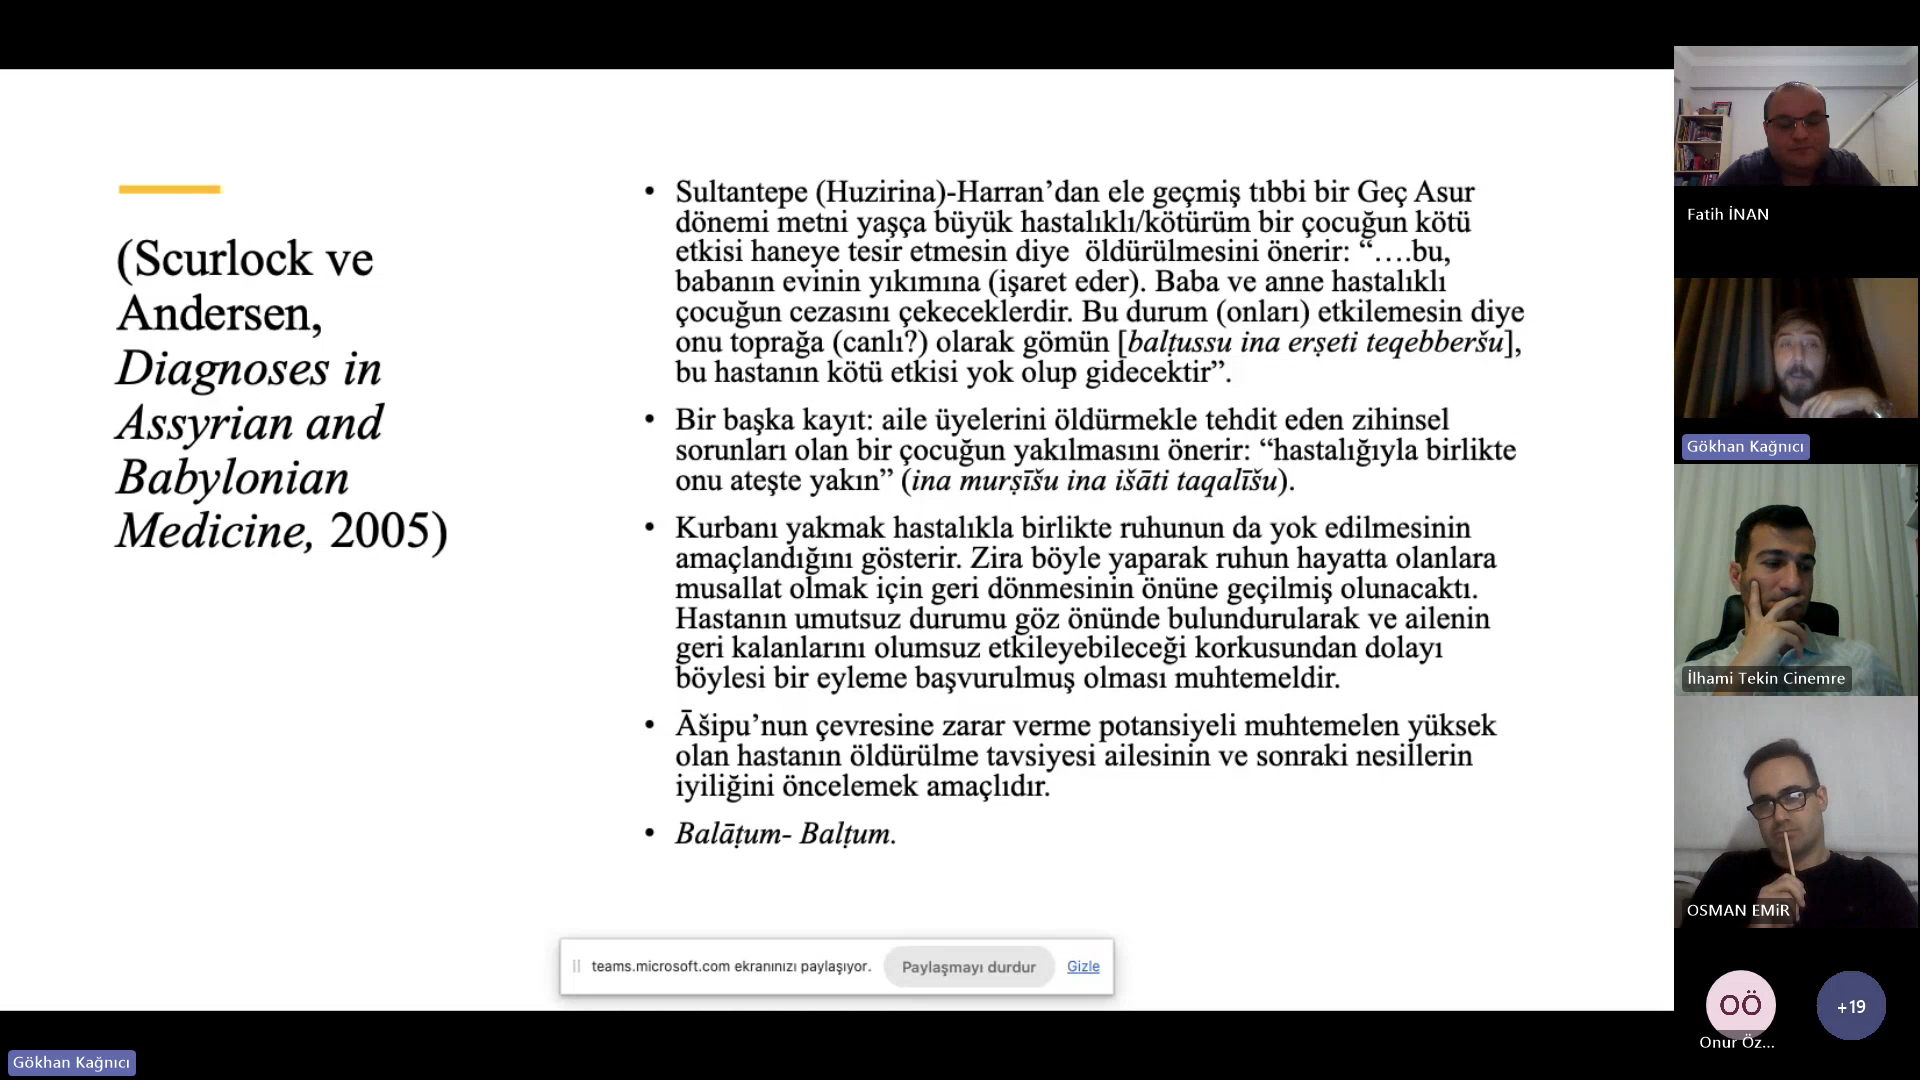 (Scurlock ve
Andersen,
Diagnoses in
Assyrian and
Babylonian
Medicine, 2005)
• Sultantepe (Huzirina)-Harran’dan ele geçmiş tıbbi bir Geç Asur
dönemi metni yaşça büyük hastalıklı/kötürüm bir çocuğun kötü
etkisi haneye tesir etmesin diye öldürülmesini önerir: “….bu,
babanın evinin yıkımına (işaret eder). Baba ve anne hastalıklı
çocuğun cezasını çekeceklerdir. Bu durum (onları) etkilemesin diye
onu toprağa (canlı?) olarak gömün [balṭussu ina erṣeti teqebberšu],
bu hastanın kötü etkisi yok olup gidecektir”.
• Bir başka kayıt: aile üyelerini öldürmekle tehdit eden zihinsel
sorunları olan bir çocuğun yakılmasını önerir: “hastalığıyla birlikte
onu ateşte yakın” (ina murṣīšu ina išāti taqalīšu).
• Kurbanı yakmak hastalıkla birlikte ruhunun da yok edilmesinin
amaçlandığını gösterir. Zira böyle yaparak ruhun hayatta olanlara
musallat olmak için geri dönmesinin önüne geçilmiş olunacaktı.
Hastanın umutsuz durumu göz önünde bulundurularak ve ailenin
geri kalanlarını olumsuz etkileyebileceği korkusundan dolayı
böylesi bir eyleme başvurulmuş olması muhtemeldir.
• Āšipu’nun çevresine zarar verme potansiyeli muhtemelen yüksek
olan hastanın öldürülme tavsiyesi ailesinin ve sonraki nesillerin
iyiliğini öncelemek amaçlıdır.
• Balāṭum- Balṭum.
teams.microsoft.com ekranınızı paylaşıyor. Paylaşmayı durdur Gizle
Gökhan Kağnıcı
Fatih İNAN
Gökhan Kağnıcı
İlhami Tekin Cinemre
OSMAN EMiR
OÖ
+19
Onur Öz...